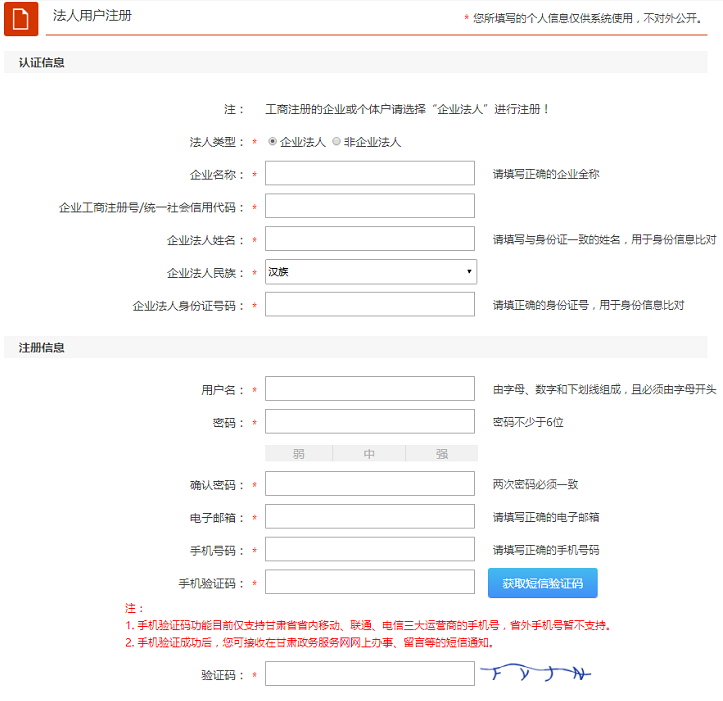 法人用户注册
* 您所填写的个人信息仅供系统使用，不对外公开。
认证信息
注： 工商注册的企业或个体户请选择“企业法人”进行注册！
法人类型： * 企业法人 非企业法人
企业名称： * 请填写正确的企业全称
企业工商注册号/统一社会信用代码： *
企业法人姓名： * 请填写与身份证一致的姓名，用于身份信息比对
企业法人民族： * 汉族
企业法人身份证号码： * 请填正确的身份证号，用于身份信息比对
注册信息
用户名： * 由字母、数字和下划线组成，且必须由字母开头
密码： * 密码不少于6位
弱 中 强
确认密码： * 两次密码必须一致
电子邮箱： * 请填写正确的电子邮箱
手机号码： * 请填写正确的手机号码
手机验证码： * 获取短信验证码
注：
1. 手机验证码功能目前仅支持甘肃省省内移动、联通、电信三大运营商的手机号，省外手机号暂不支持。
2. 手机验证成功后，您可接收在甘肃政务服务网网上办事、留言等的短信通知。
验证码： * F Y J N